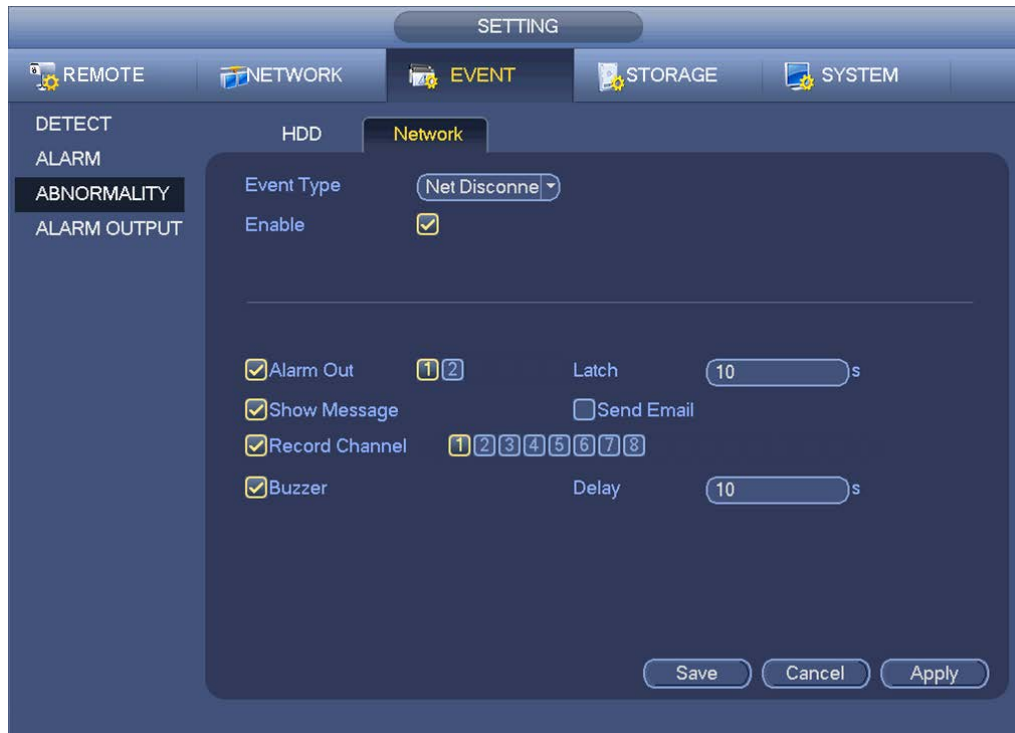 SETTING
REMOTE NETWORK EVENT STORAGE SYSTEM
DETECT
ALARM
ABNORMALITY
ALARM OUTPUT
HDD Network
Event Type Net Disconne
Enable
Alarm Out 1 2 Latch 10 s
Show Message Send Email
Record Channel 1 2 3 4 5 6 7 8
Buzzer Delay 10 s
Save Cancel Apply